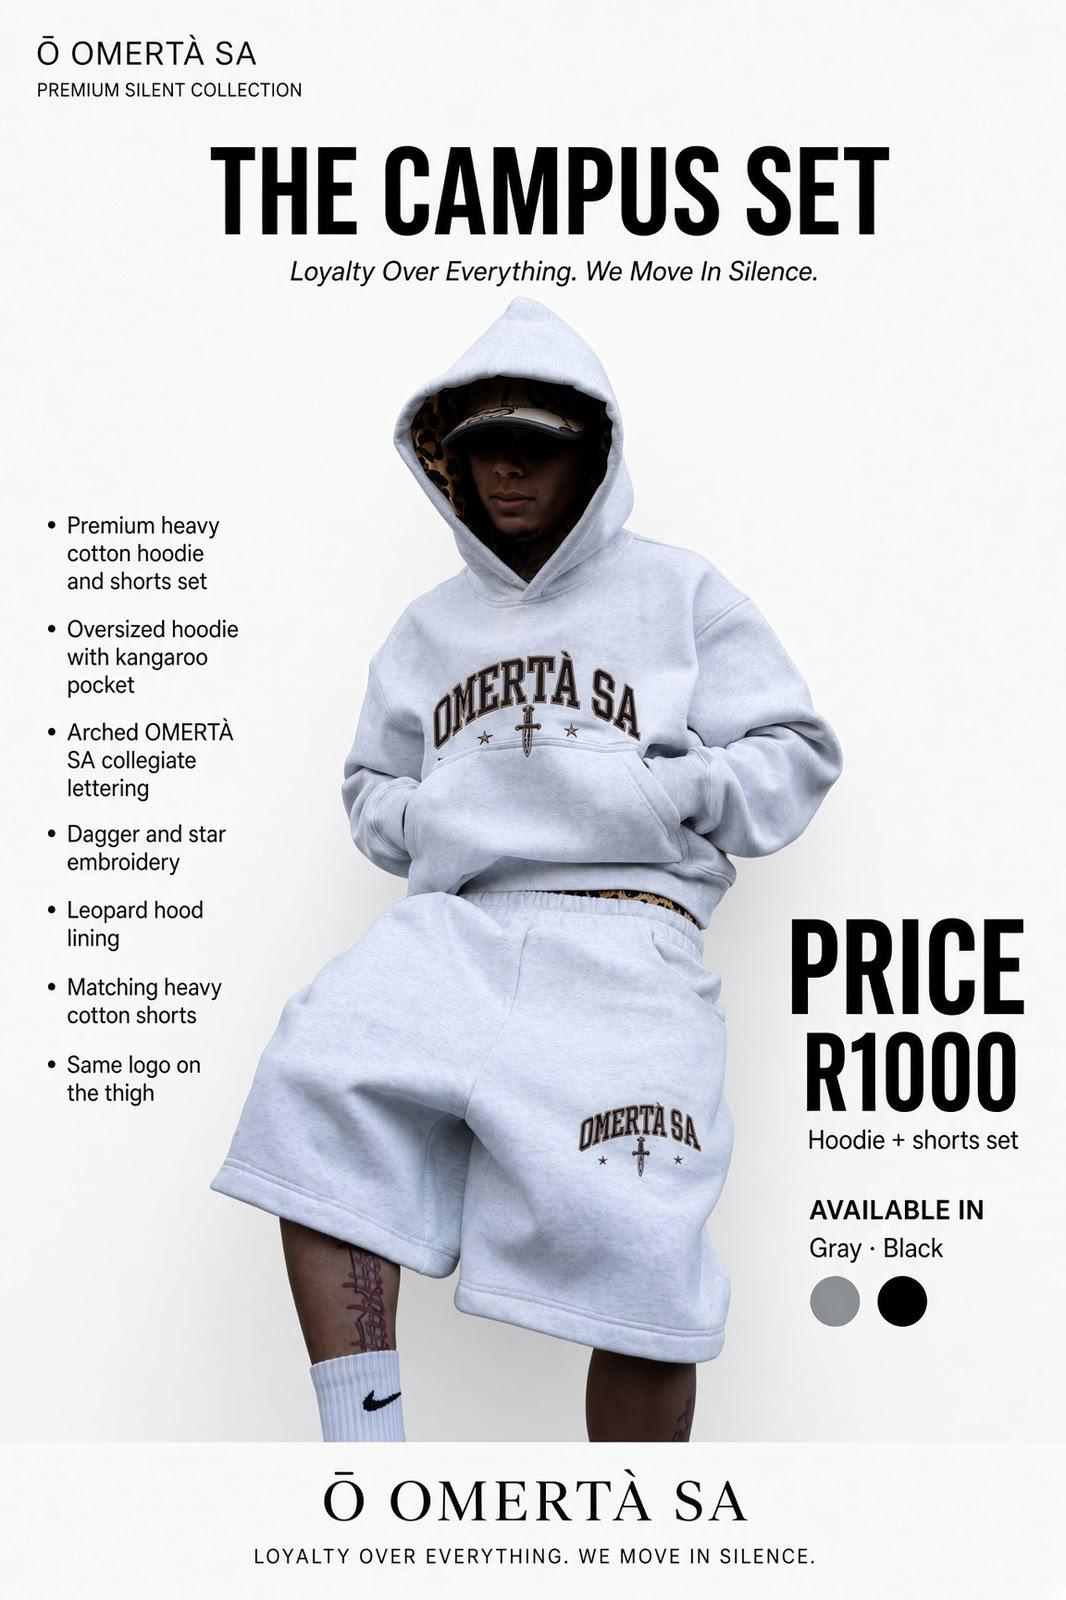 Ō OMERTÀ SA
PREMIUM SILENT COLLECTION
THE CAMPUS SET
Loyalty Over Everything. We Move In Silence.
• Premium heavy
cotton hoodie
and shorts set
• Oversized hoodie
with kangaroo
pocket
• Arched OMERTÀ
SA collegiate
lettering
• Dagger and star
embroidery
• Leopard hood
lining
• Matching heavy
cotton shorts
• Same logo on
the thigh
OMERTÀ SA
OMERTÀ SA
PRICE
R1000
Hoodie + shorts set
AVAILABLE IN
Gray · Black
Ō OMERTÀ SA
LOYALTY OVER EVERYTHING. WE MOVE IN SILENCE.